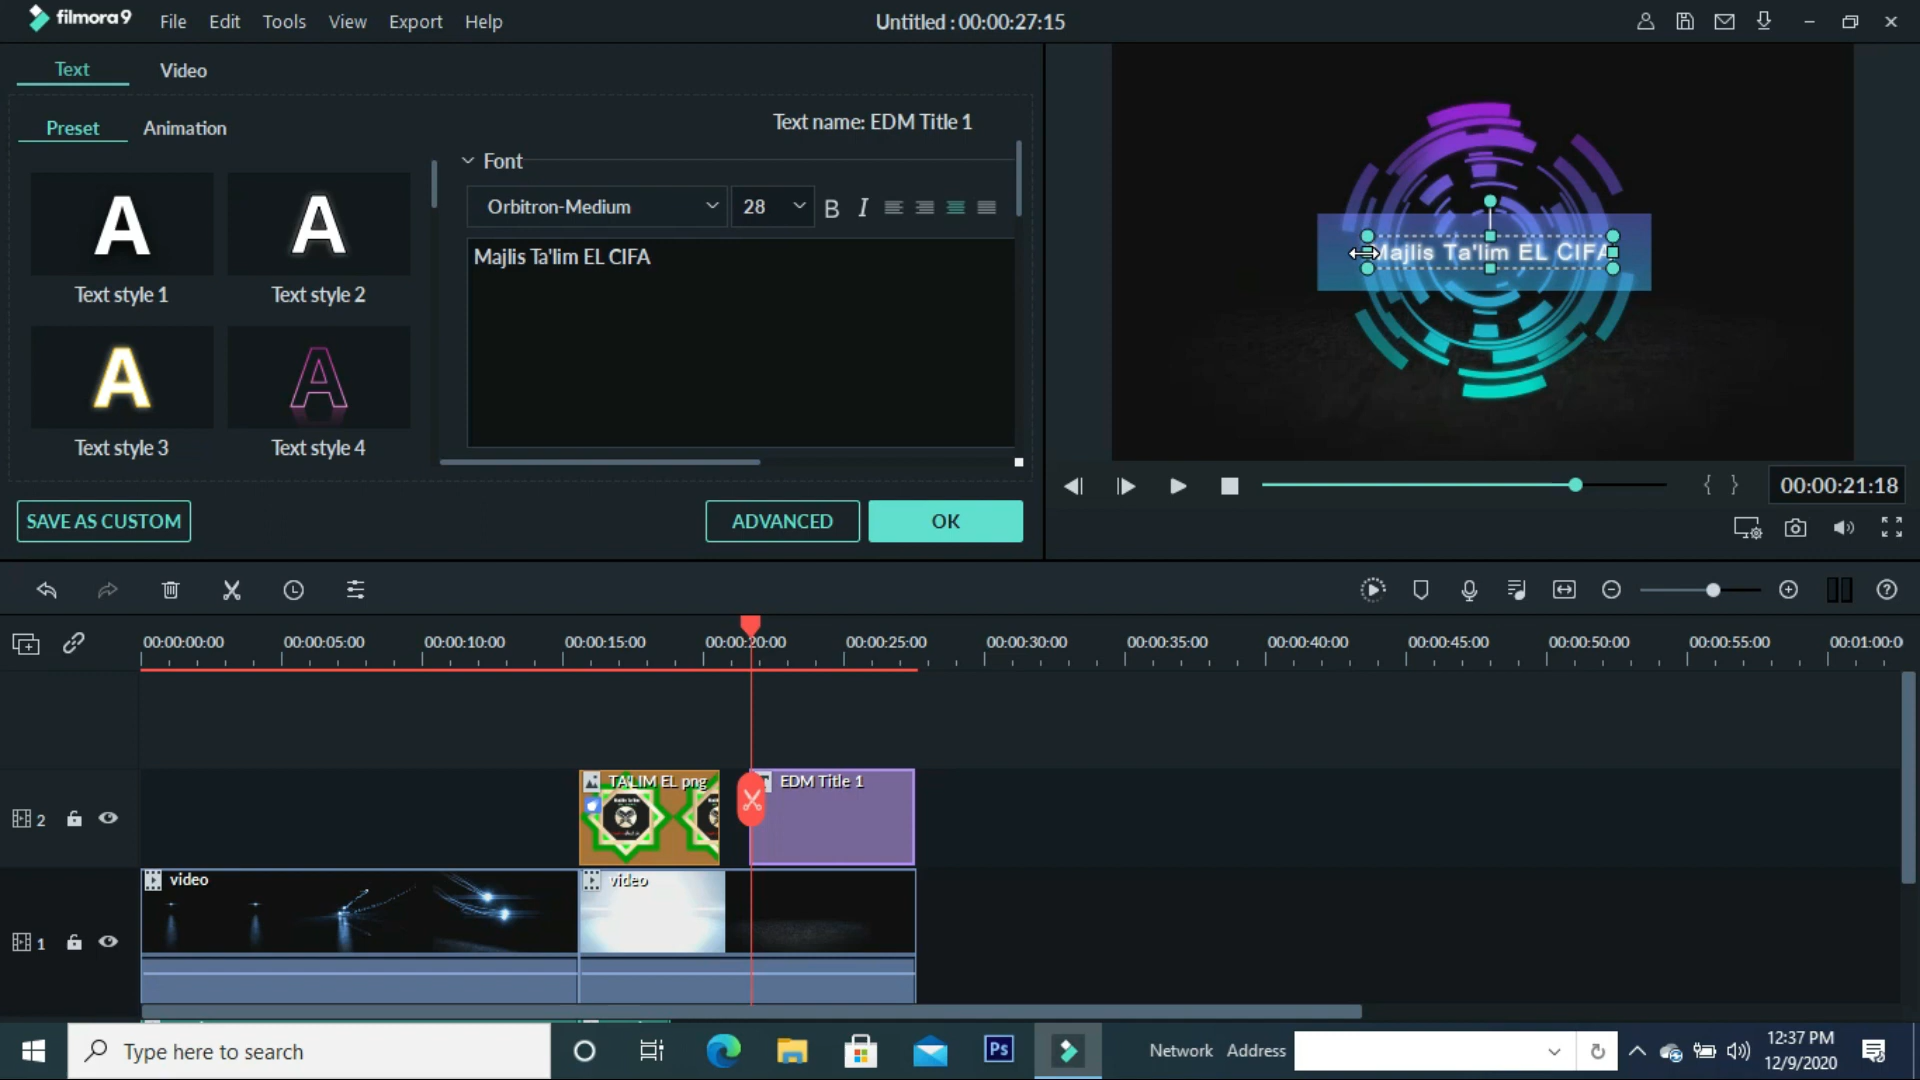 filmora9 File Edit Tools View Export Help Untitled : 00:00:27:15
Text Video
Preset Animation Text name: EDM Title 1
Font
Orbitron-Medium 28 B I
Majlis Ta'lim EL CIFA
A A
Text style 1 Text style 2
A A
Text style 3 Text style 4
SAVE AS CUSTOM ADVANCED OK
Majlis Ta'lim EL CIFA
{ } 00:00:21:18
00:00:00:00 00:00:05:00 00:00:10:00 00:00:15:00 00:00:20:00 00:00:25:00 00:00:30:00 00:00:35:00 00:00:40:00 00:00:45:00 00:00:50:00 00:00:55:00 00:01:00:0
2 TA'LIM EL png EDM Title 1
1 video video
Type here to search Ps Network Address 12:37 PM
12/9/2020